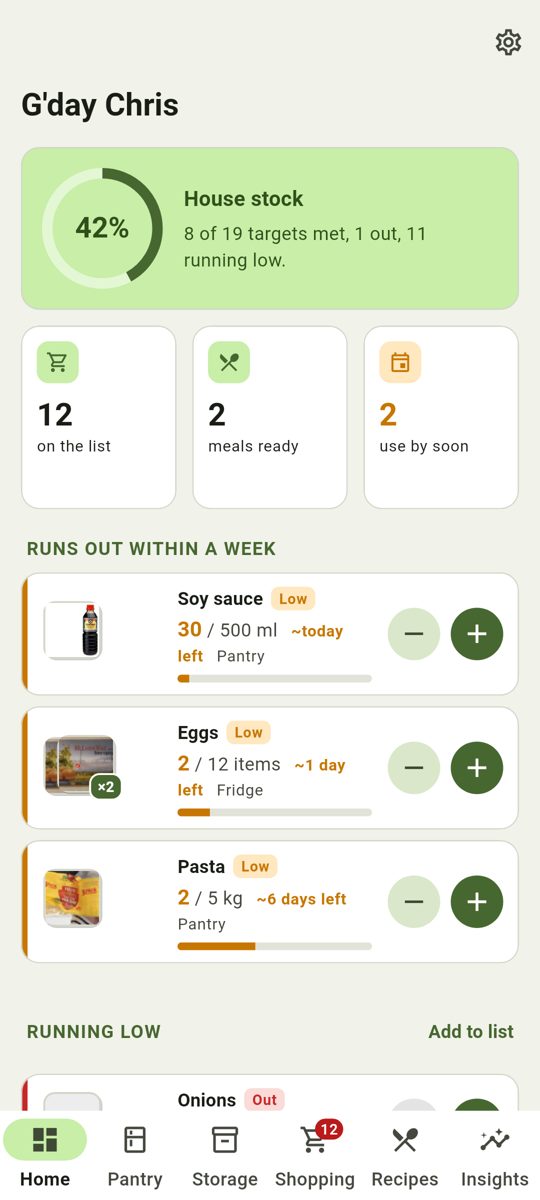 G'day Chris
42%
House stock
8 of 19 targets met, 1 out, 11
running low.
12
on the list
2
meals ready
2
use by soon
RUNS OUT WITHIN A WEEK
Soy sauce Low
30 / 500 ml ~today
left Pantry
Eggs Low
2 / 12 items ~1 day
left Fridge
×2
Pasta Low
2 / 5 kg ~6 days left
Pantry
RUNNING LOW Add to list
Onions Out
12
Home Pantry Storage Shopping Recipes Insights